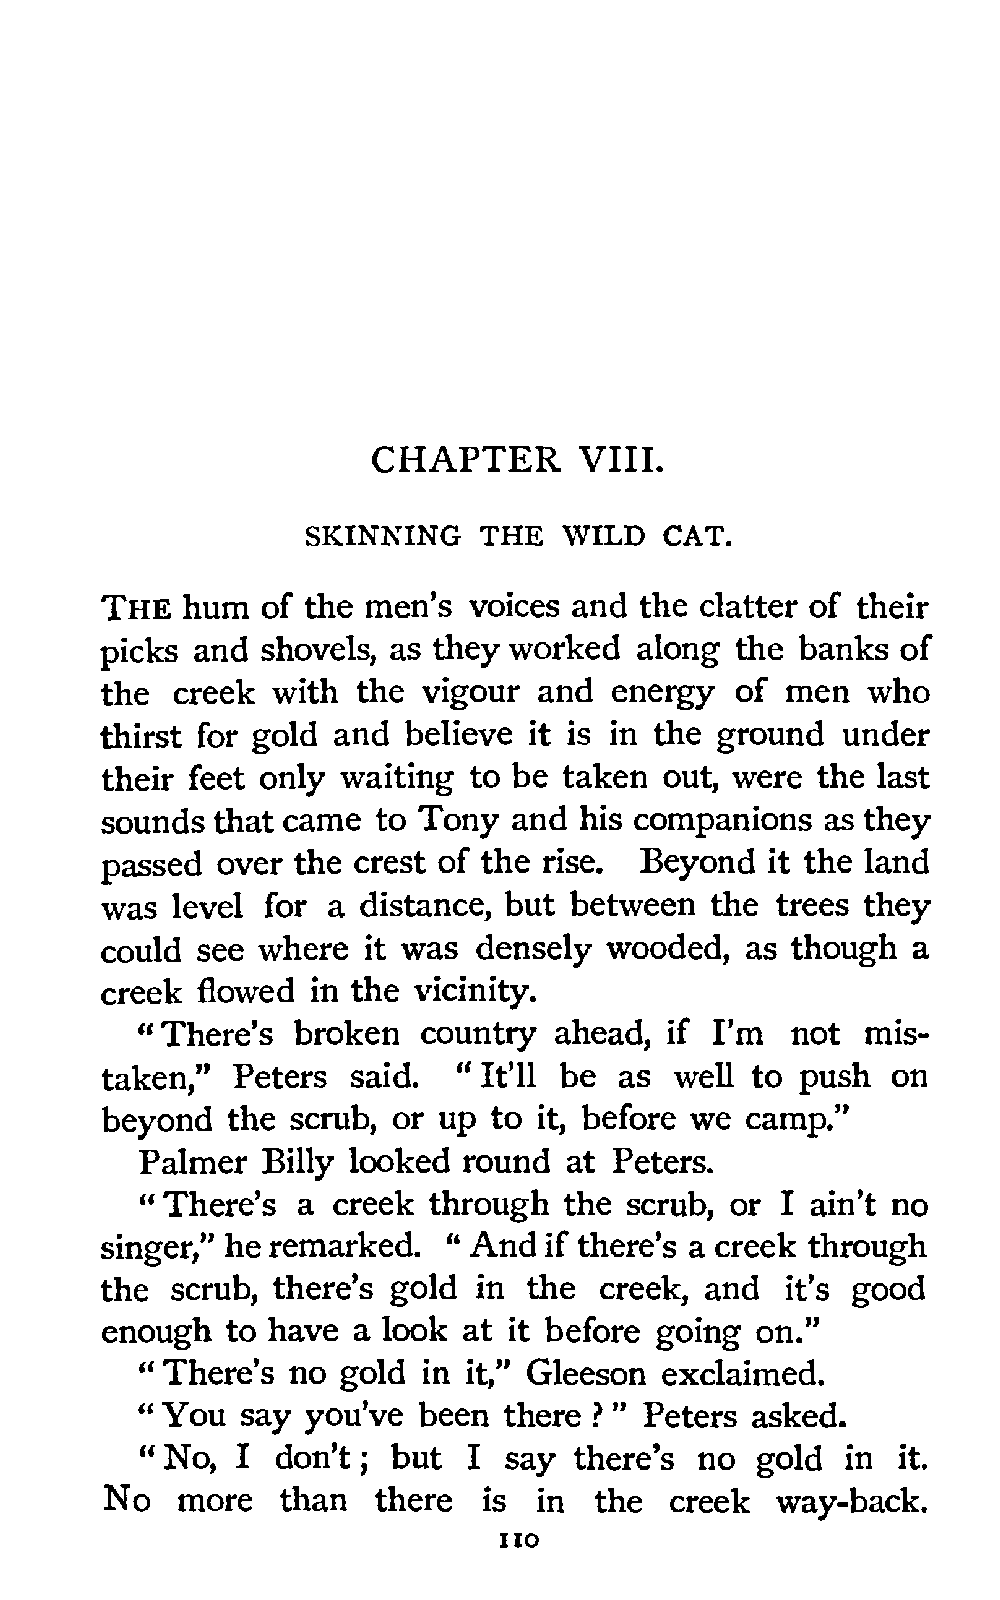 CHAPTER VIII.
SKINNING THE WILD CAT.
THE hum of the men's voices and the clatter of their
picks and shovels, as they worked along the banks of
the creek with the vigour and energy of men who
thirst for gold and believe it is in the ground under
their feet only waiting to be taken out, were the last
sounds that came to Tony and his companions as they
passed over the crest of the rise. Beyond it the land
was level for a distance, but between the trees they
could see where it was densely wooded, as though a
creek flowed in the vicinity.
"There's broken country ahead, if I'm not mis-
taken," Peters said. "It'll be as well to push on
beyond the scrub, or up to it, before we camp."
Palmer Billy looked round at Peters.
"There's a creek through the scrub, or I ain't no
singer," he remarked. "And if there's a creek through
the scrub, there's gold in the creek, and it's good
enough to have a look at it before going on."
"There's no gold in it," Gleeson exclaimed.
"You say you've been there?" Peters asked.
"No, I don't; but I say there's no gold in it.
No more than there is in the creek way-back.
110